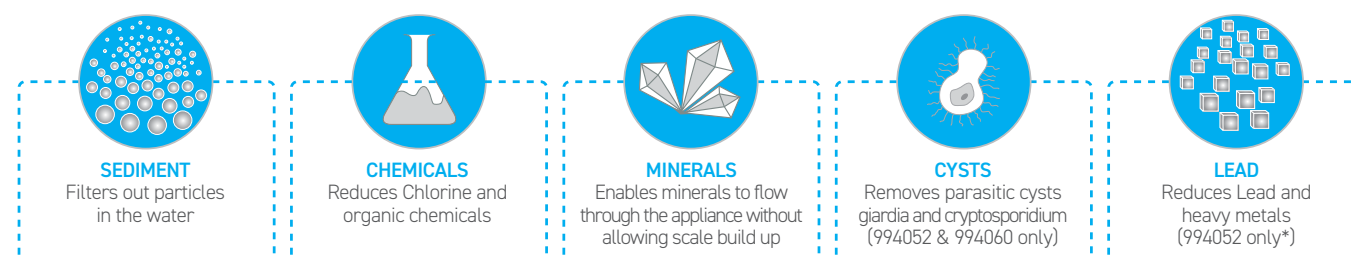 SEDIMENT
Filters out particles
in the water
CHEMICALS
Reduces Chlorine and
organic chemicals
MINERALS
Enables minerals to flow
through the appliance without
allowing scale build up
CYSTS
Removes parasitic cysts
giardia and cryptosporidium
(994052 & 994060 only)
LEAD
Reduces Lead and
heavy metals
(994052 only*)